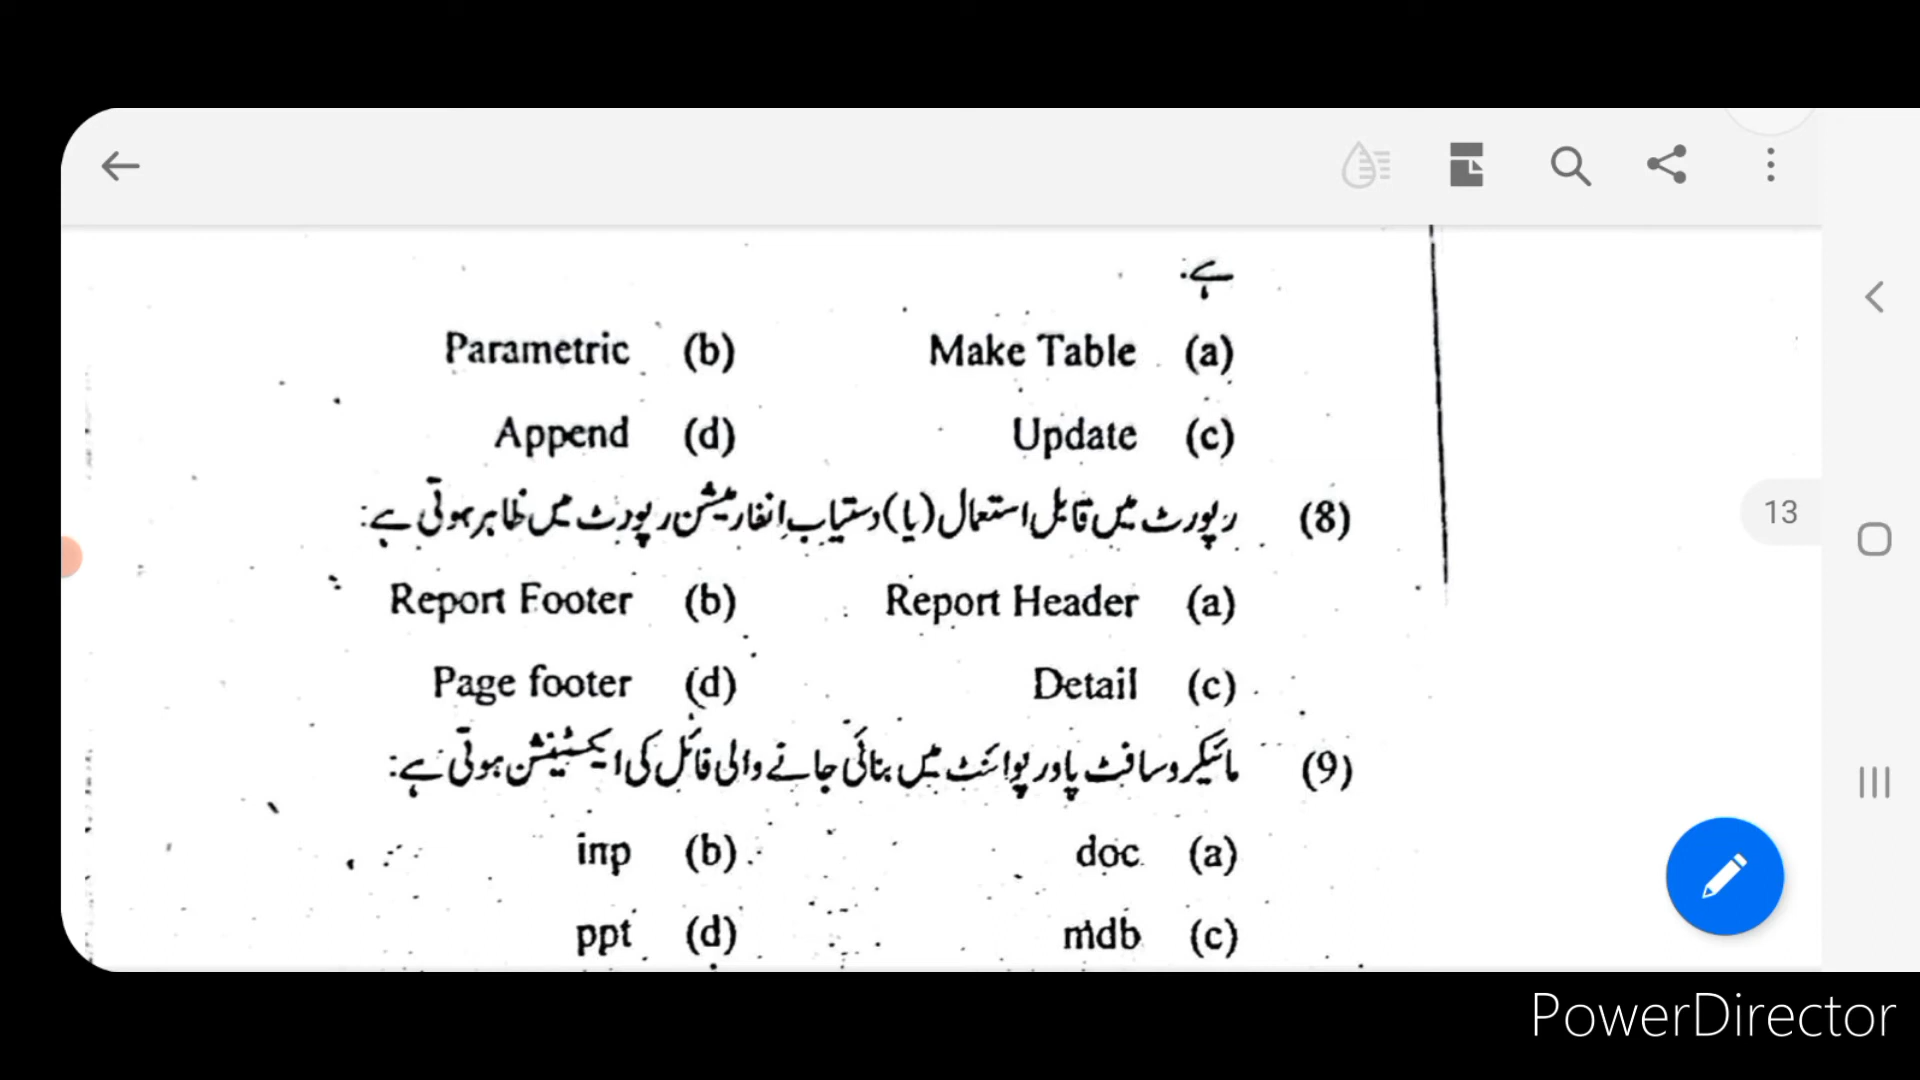 ہے:
(a) Make Table (b) Parametric
(c) Update (d) Append
(8) رپورٹ میں قابل استعمال (یا) دستیاب انفارمیشن رپورٹ میں ظاہر ہوتی ہے:
(a) Report Header (b) Report Footer
(c) Detail (d) Page footer
13
(9) مائیکروسافٹ پاور پوائنٹ میں بنائی جانے والی فائل کی ایکسٹینشن ہوتی ہے:
(a) doc (b) inp
(c) mdb (d) ppt
PowerDirector